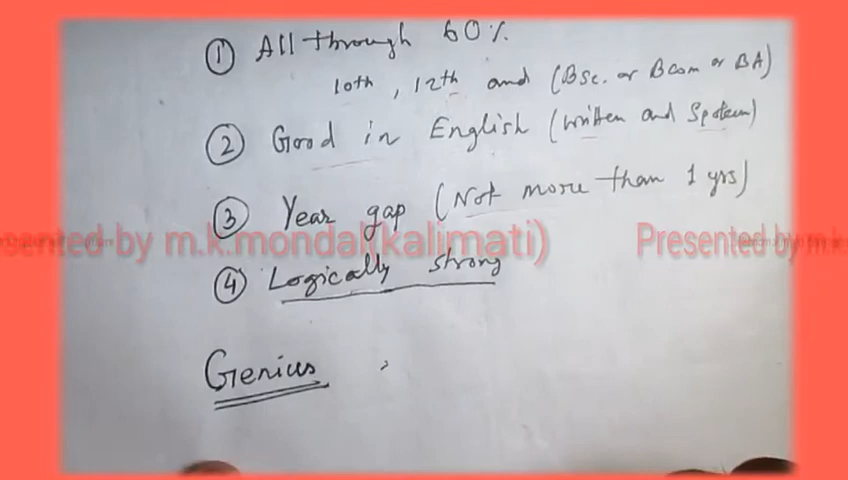 ① All through 60%
10th, 12th and (BSc. or Bcom or BA)
② Good in English (written and Spoken)
③ Year gap (Not more than 1 yrs)
esented by m.k.mondal(kalimati) Presented by m.k
④ Logically strong
Genius